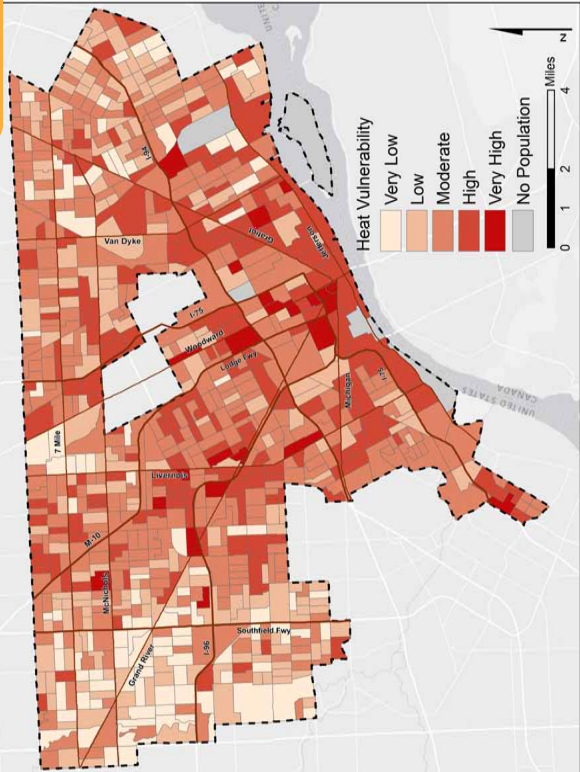 UNITE
CA
I-94
Van Dyke
Gratiot
Jefferson
I-75
Woodward
Lodge Fwy
7 Mile
Livernois
Michigan
I-75
UNITED STATES
CANADA
M-10
McNichols
Grand River
I-96
Southfield Fwy
Heat Vulnerability
Very Low
Low
Moderate
High
Very High
No Population
0 2 4
Miles
N